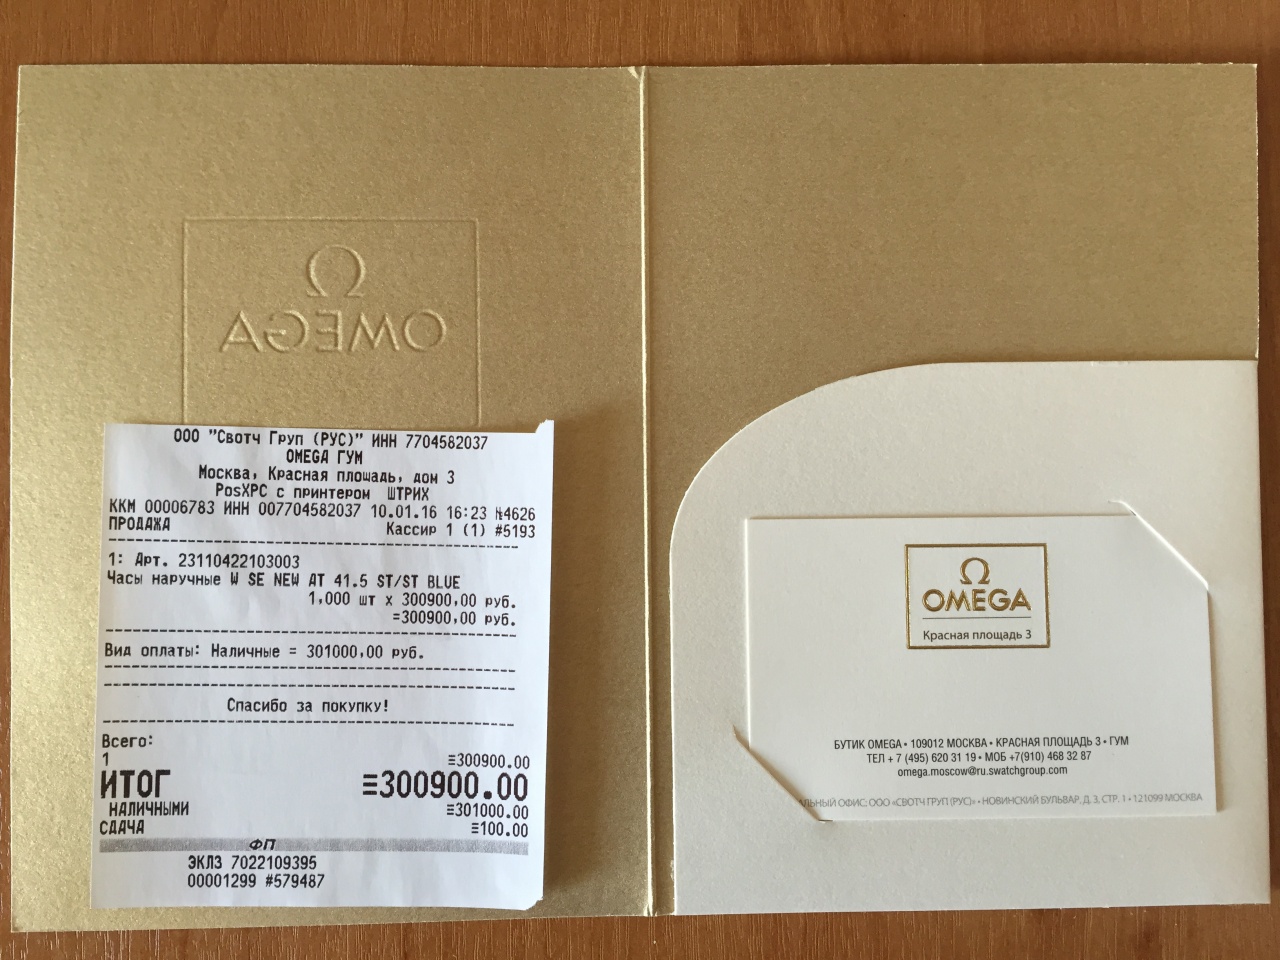 Ω
OMEGA
ООО "Свотч Груп (РУС)" ИНН 7704582037
OMEGA ГУМ
Москва, Красная площадь, дом 3
PosXPC с принтером ШТРИХ
ККМ 00006783 ИНН 007704582037 10.01.16 16:23 №4626
ПРОДАЖА Кассир 1 (1) #5193
1: Арт. 23110422103003
Часы наручные W SE NEW AT 41.5 ST/ST BLUE
1,000 шт x 300900,00 руб.
=300900,00 руб.
Вид оплаты: Наличные = 301000,00 руб.
Спасибо за покупку!
Всего:
1 ≡300900.00
ИТОГ ≡300900.00
НАЛИЧНЫМИ ≡301000.00
СДАЧА ≡100.00
ФП
ЭКЛЗ 7022109395
00001299 #579487
Ω
OMEGA
Красная площадь 3
БУТИК OMEGA • 109012 МОСКВА • КРАСНАЯ ПЛОЩАДЬ 3 • ГУМ
ТЕЛ + 7 (495) 620 31 19 • МОБ +7(910) 468 32 87
omega.moscow@ru.swatchgroup.com
АЛЬНЫЙ ОФИС: ООО «СВОТЧ ГРУП (РУС)» • НОВИНСКИЙ БУЛЬВАР, Д. 3, СТР. 1 • 121099 МОСКВА